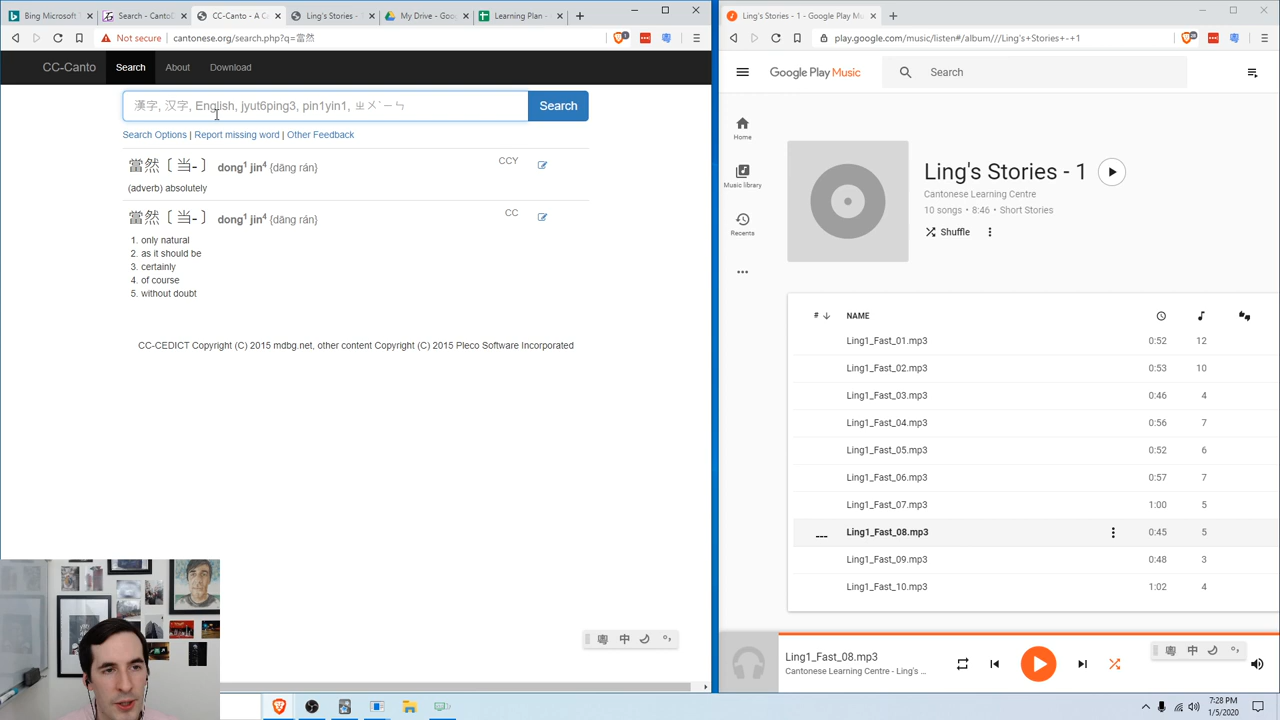 Bing Microsoft
Search - CantoDi
CC-Canto - A C
Ling's Stories -
My Drive - Goo
Learning Plan -
Ling's Stories - 1 - Google Play Music
Not secure
cantonese.org/search.php?q=當然
play.google.com/music/listen#/album///Ling's+Stories+-+1
CC-Canto
Search
About
Download
漢字, 汉字, English, jyut6ping3, pin1yin1, ㄓㄨˋㄧㄣ
Search
Search Options | Report missing word | Other Feedback
當然〔当-〕 dong¹ jin⁴ {dāng rán}
CCY
(adverb) absolutely
當然〔当-〕 dong¹ jin⁴ {dāng rán}
CC
1. only natural
2. as it should be
3. certainly
4. of course
5. without doubt
CC-CEDICT Copyright (C) 2015 mdbg.net, other content Copyright (C) 2015 Pleco Software Incorporated
粵 中
Google Play Music
Search
Home
Music library
Recents
Ling's Stories - 1
Cantonese Learning Centre
10 songs • 8:46 • Short Stories
Shuffle
# NAME
Ling1_Fast_01.mp3 0:52 12
Ling1_Fast_02.mp3 0:53 10
Ling1_Fast_03.mp3 0:46 4
Ling1_Fast_04.mp3 0:56 7
Ling1_Fast_05.mp3 0:52 6
Ling1_Fast_06.mp3 0:57 7
Ling1_Fast_07.mp3 1:00 5
Ling1_Fast_08.mp3 0:45 5
Ling1_Fast_09.mp3 0:48 3
Ling1_Fast_10.mp3 1:02 4
Ling1_Fast_08.mp3
Cantonese Learning Centre - Ling's ...
粵 中
7:28 PM
1/5/2020